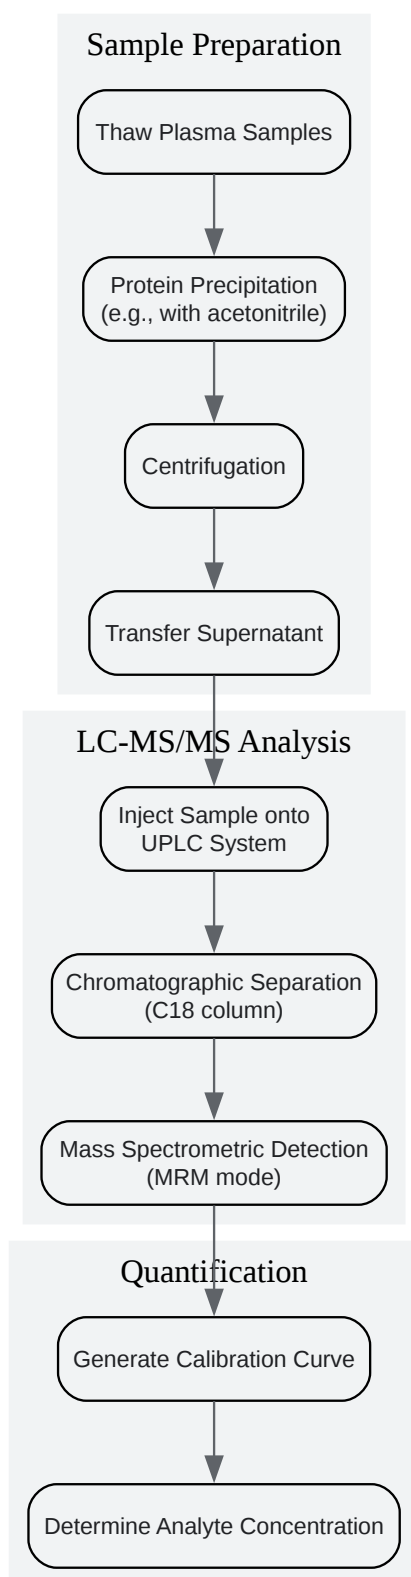 Sample Preparation
Thaw Plasma Samples
Protein Precipitation
(e.g., with acetonitrile)
Centrifugation
Transfer Supernatant
LC-MS/MS Analysis
Inject Sample onto
UPLC System
Chromatographic Separation
(C18 column)
Mass Spectrometric Detection
(MRM mode)
Quantification
Generate Calibration Curve
Determine Analyte Concentration